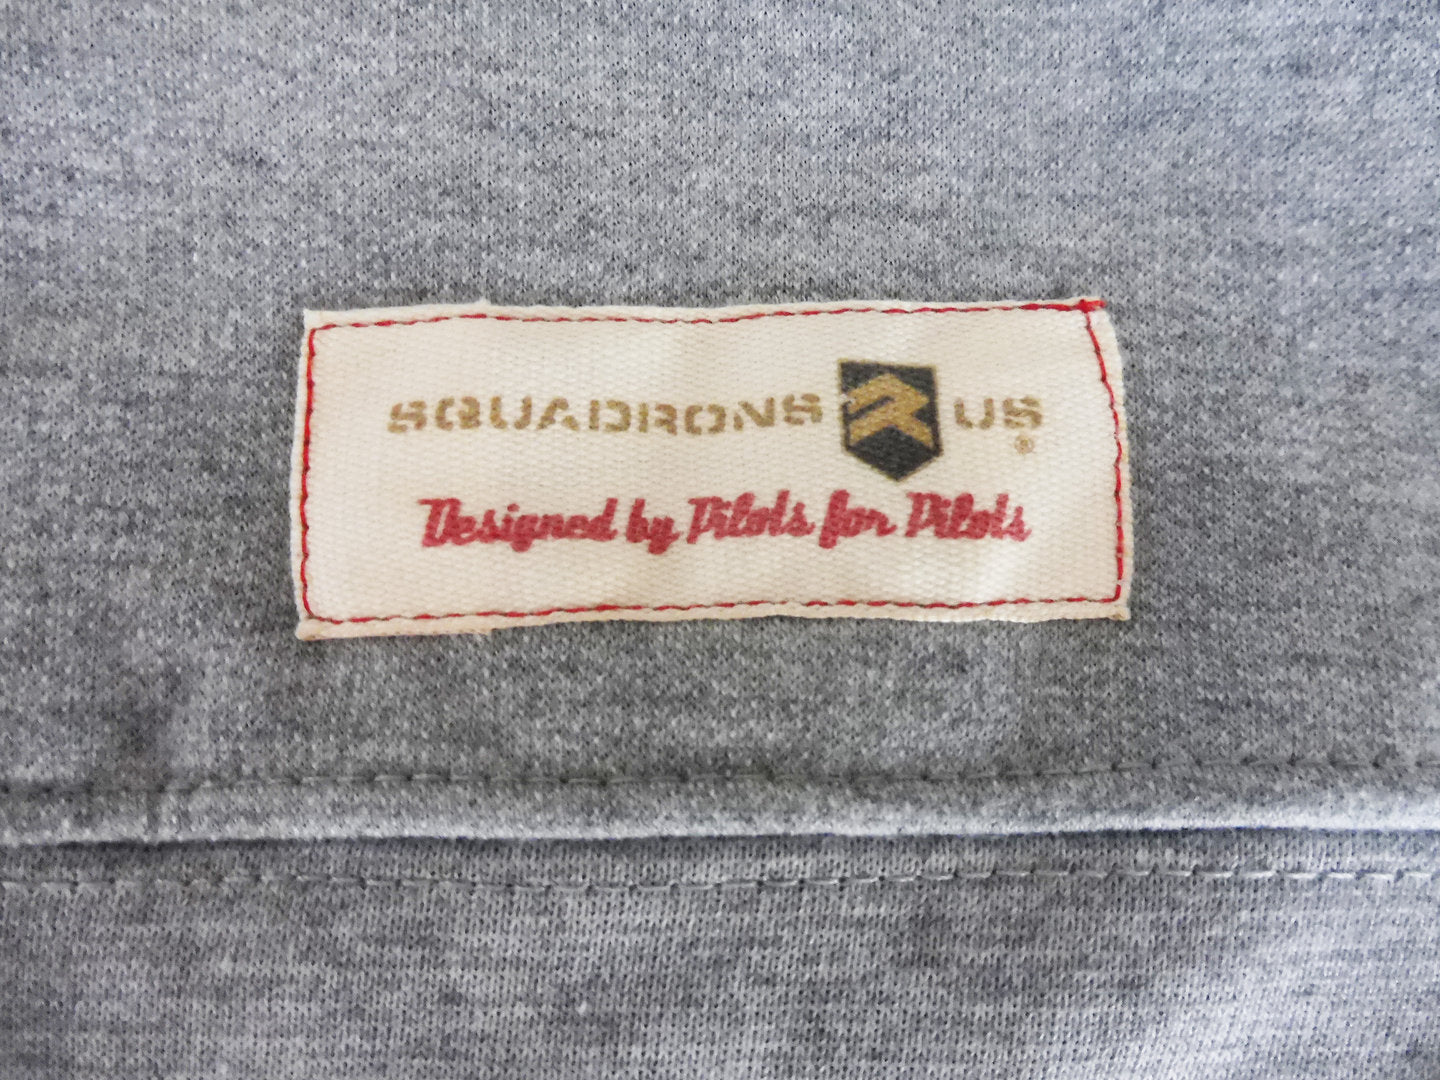 SQUADRONS R US
®
Designed by Pilots for Pilots